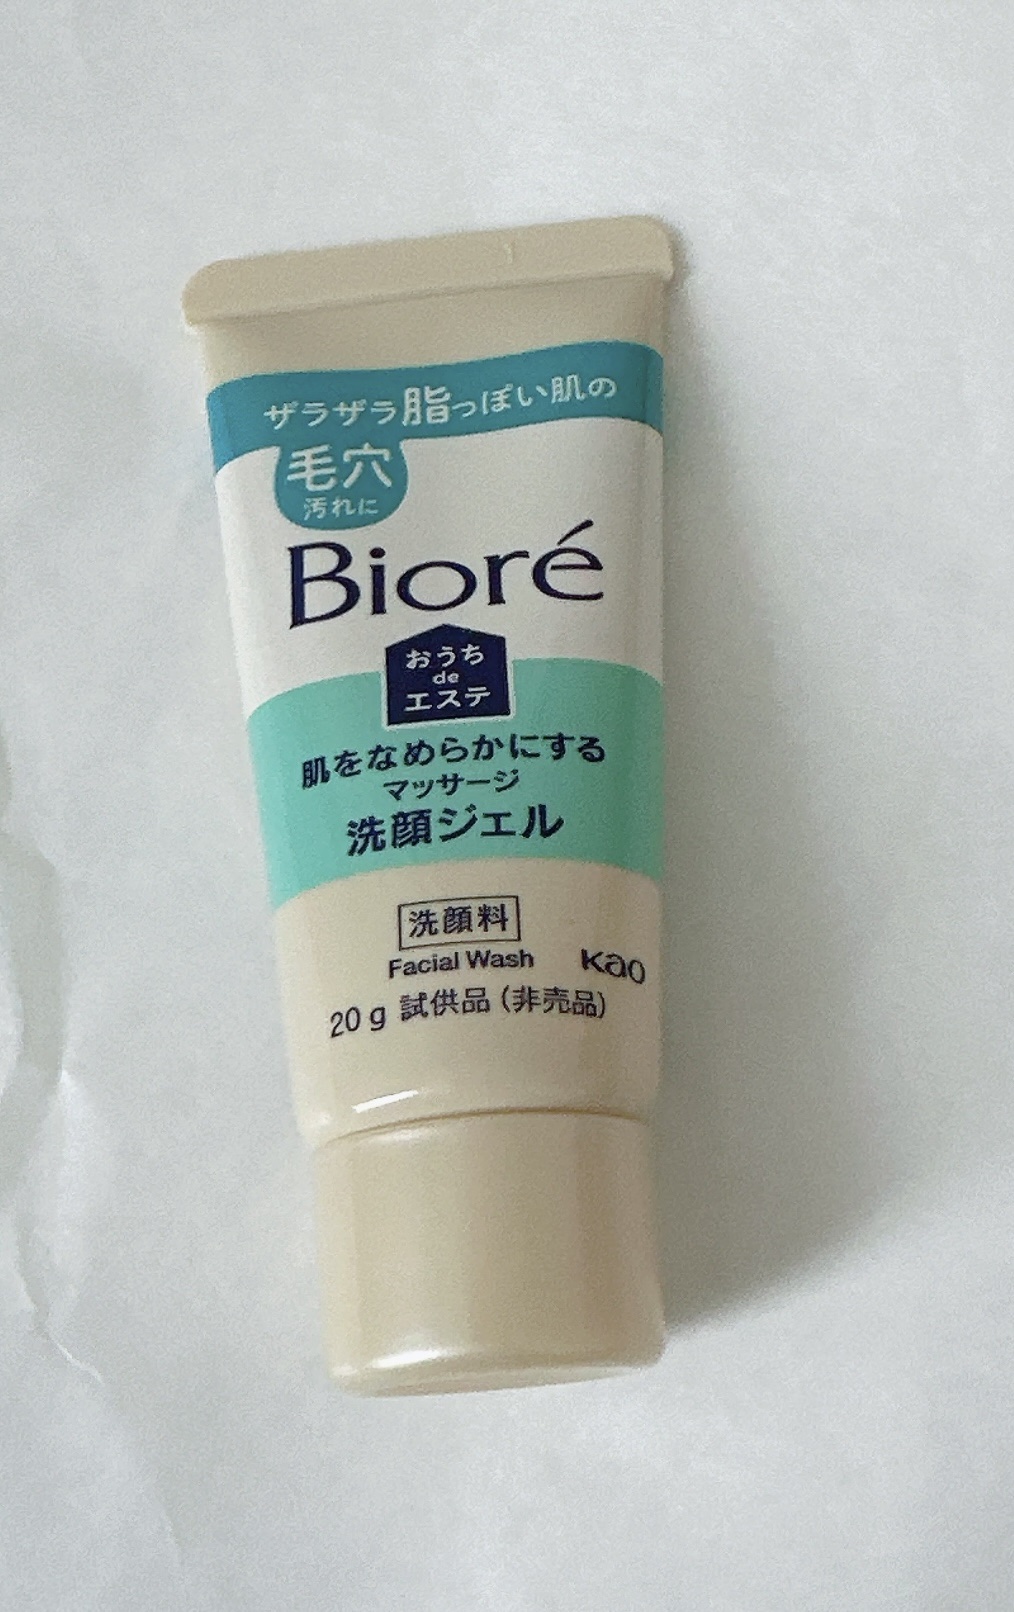 ザラザラ脂っぽい肌の
毛穴
汚れに
Bioré
おうち
de
エステ
肌をなめらかにする
マッサージ
洗顔ジェル
洗顔料
Facial Wash
Kao
20g 試供品(非売品)